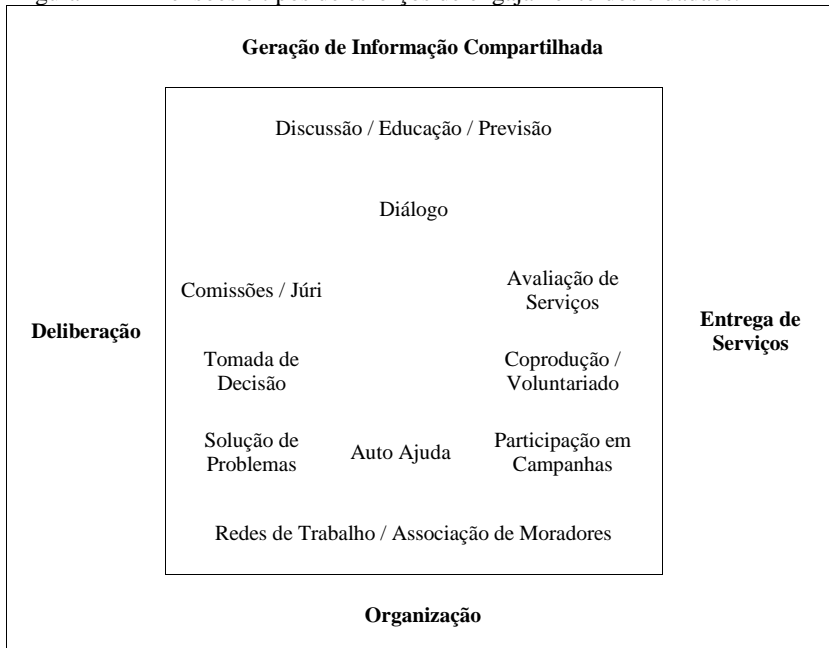 Geração de Informação Compartilhada
Discussão / Educação / Previsão
Diálogo
Comissões / Júri
Avaliação de
Serviços
Deliberação
Entrega de
Serviços
Tomada de
Decisão
Coprodução /
Voluntariado
Solução de
Problemas
Auto Ajuda
Participação em
Campanhas
Redes de Trabalho / Associação de Moradores
Organização